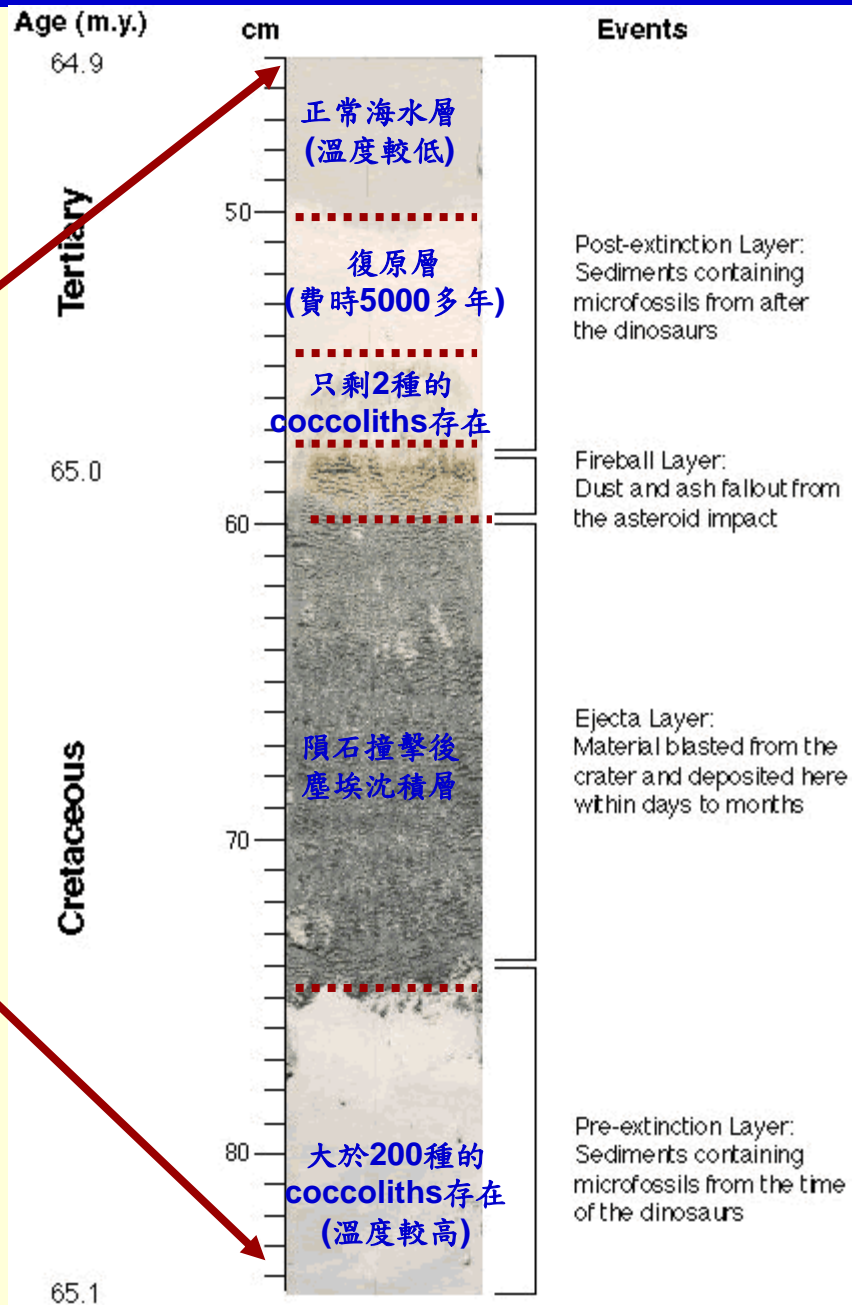 Age (m.y.)
cm
Events
64.9
正常海水層
(溫度較低)
Tertiary
50
復原層
(費時5000多年)
Post-extinction Layer:
Sediments containing
microfossils from after
the dinosaurs
只剩2種的
coccoliths存在
65.0
Fireball Layer:
Dust and ash fallout from
the asteroid impact
60
Cretaceous
隕石撞擊後
塵埃沈積層
Ejecta Layer:
Material blasted from the
crater and deposited here
within days to months
70
80
大於200種的
coccoliths存在
(溫度較高)
Pre-extinction Layer:
Sediments containing
microfossils from the time
of the dinosaurs
65.1